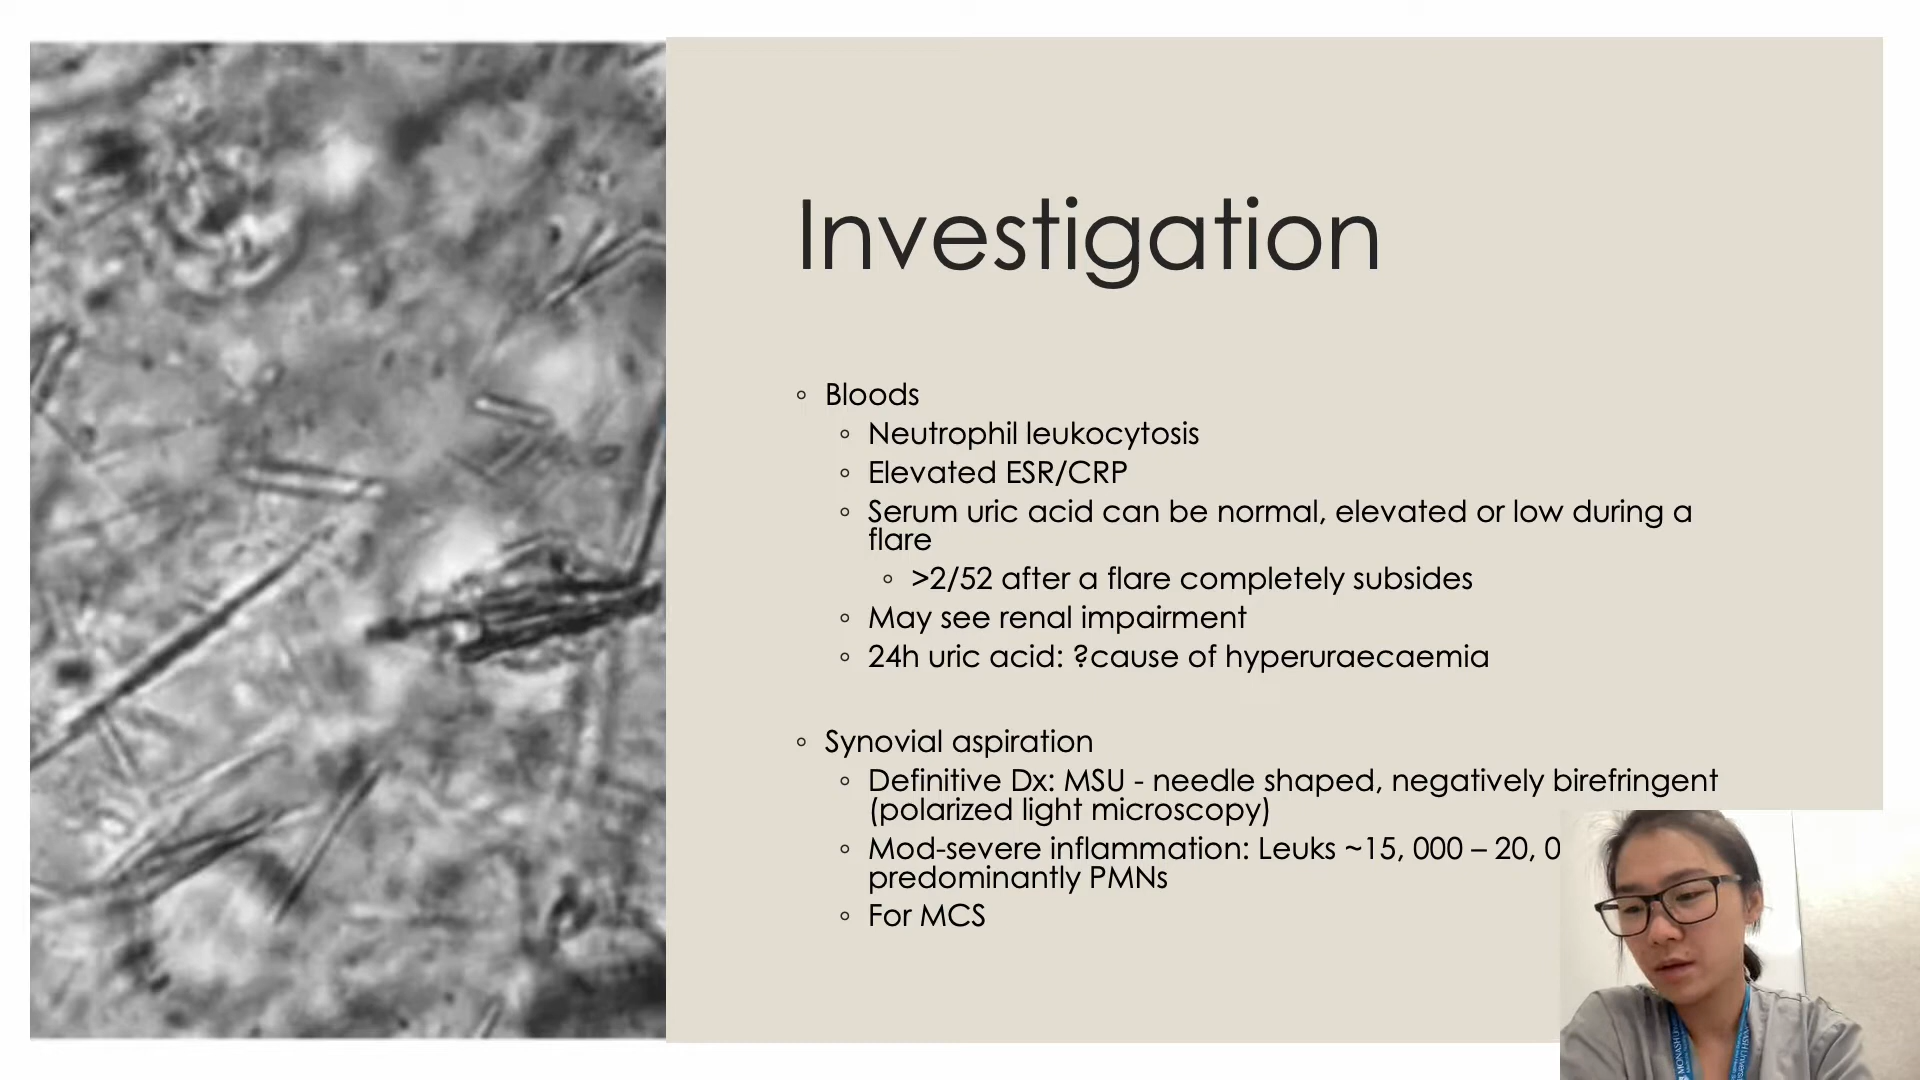 Investigation
◦ Bloods
◦ Neutrophil leukocytosis
◦ Elevated ESR/CRP
◦ Serum uric acid can be normal, elevated or low during a
flare
◦ >2/52 after a flare completely subsides
◦ May see renal impairment
◦ 24h uric acid: ?cause of hyperuraecaemia
◦ Synovial aspiration
◦ Definitive Dx: MSU - needle shaped, negatively birefringent
(polarized light microscopy)
◦ Mod-severe inflammation: Leuks ~15, 000 – 20, 0
predominantly PMNs
◦ For MCS
MONASH